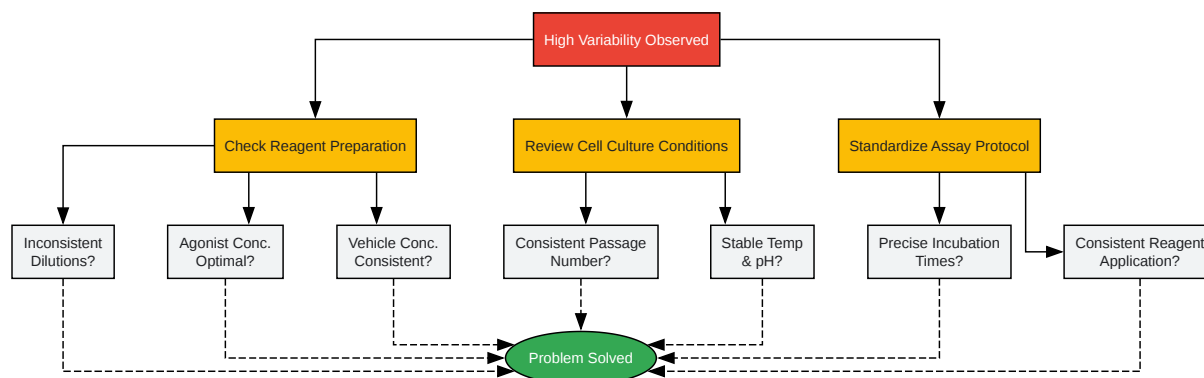 High Variability Observed
Check Reagent Preparation
Review Cell Culture Conditions
Standardize Assay Protocol
Inconsistent
Dilutions?
Agonist Conc.
Optimal?
Vehicle Conc.
Consistent?
Consistent Passage
Number?
Stable Temp
& pH?
Precise Incubation
Times?
Consistent Reagent
Application?
Problem Solved